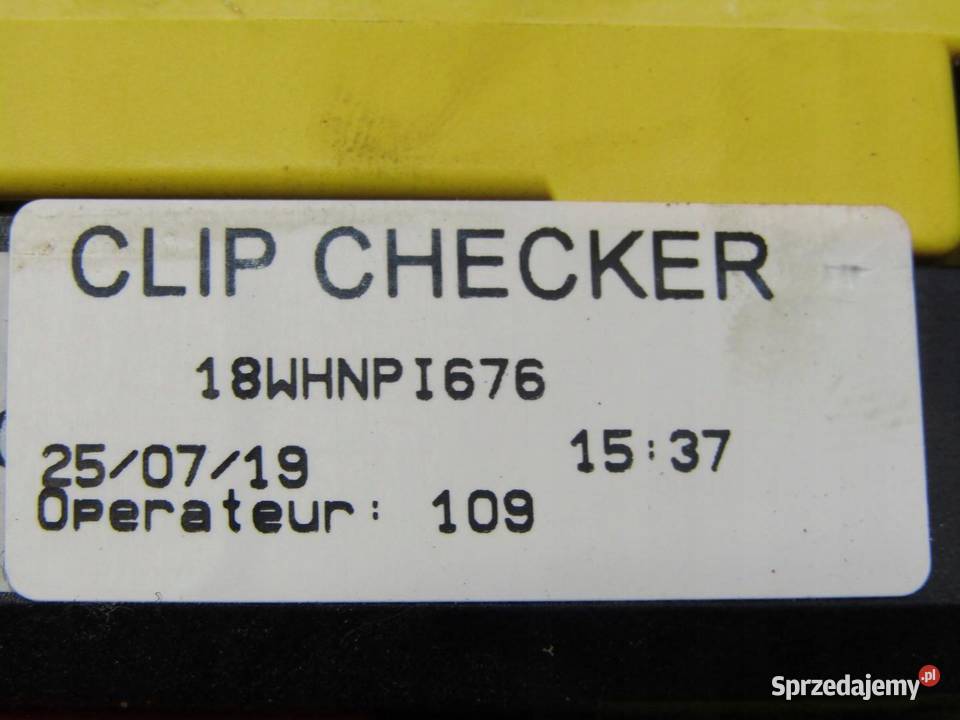 CLIP CHECKER
18WHNPI676
25/07/19 15:37
Operateur: 109
Sprzedajemy.pl